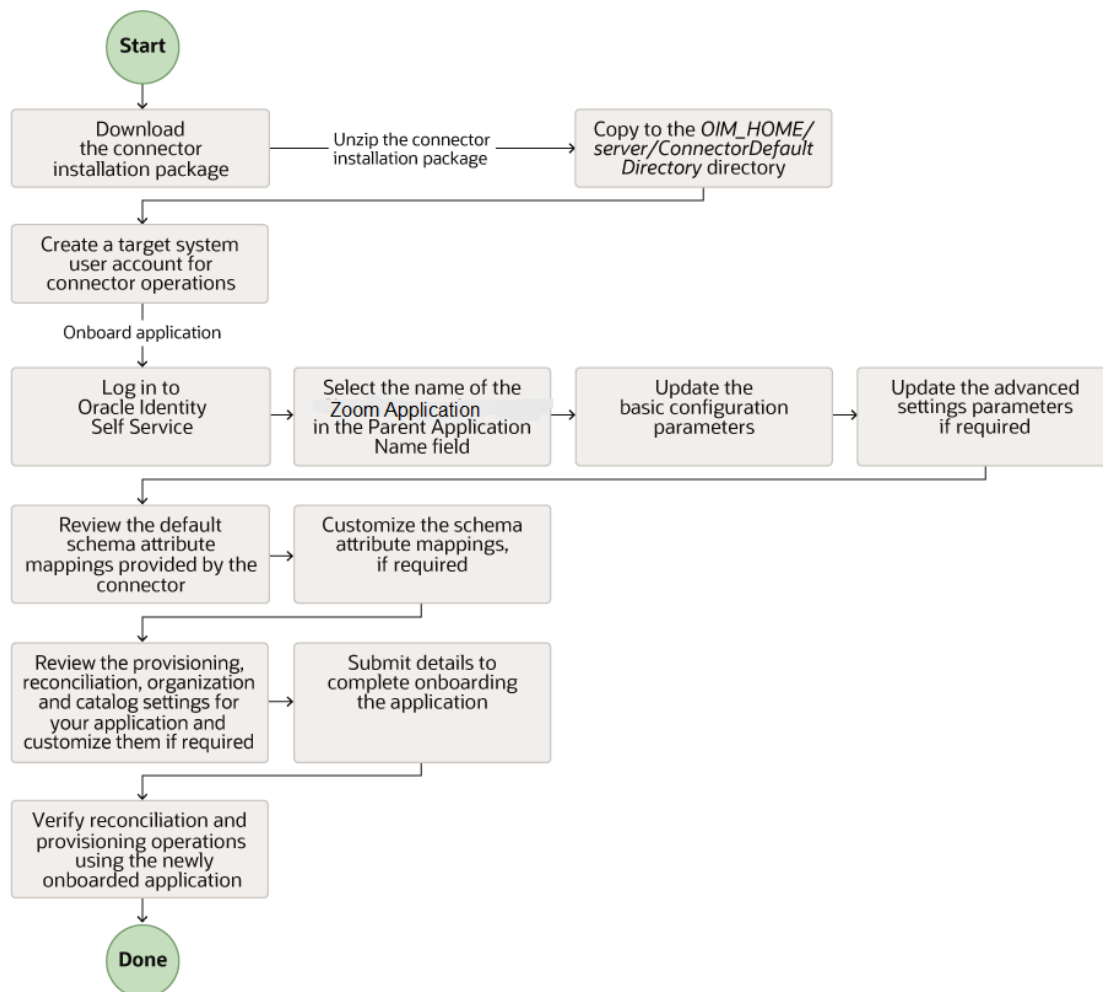 Start
Download
the connector
installation package
Unzip the connector
installation package
Copy to the OIM_HOME/
server/ConnectorDefault
Directory directory
Create a target system
user account for
connector operations
Onboard application
Log in to
Oracle Identity
Self Service
Select the name of the
Zoom Application
in the Parent Application
Name field
Update the
basic configuration
parameters
Update the advanced
settings parameters
if required
Review the default
schema attribute
mappings provided by the
connector
Customize the schema
attribute mappings,
if required
Review the provisioning,
reconciliation, organization
and catalog settings for
your application and
customize them if required
Submit details to
complete onboarding
the application
Verify reconciliation and
provisioning operations
using the newly
onboarded application
Done